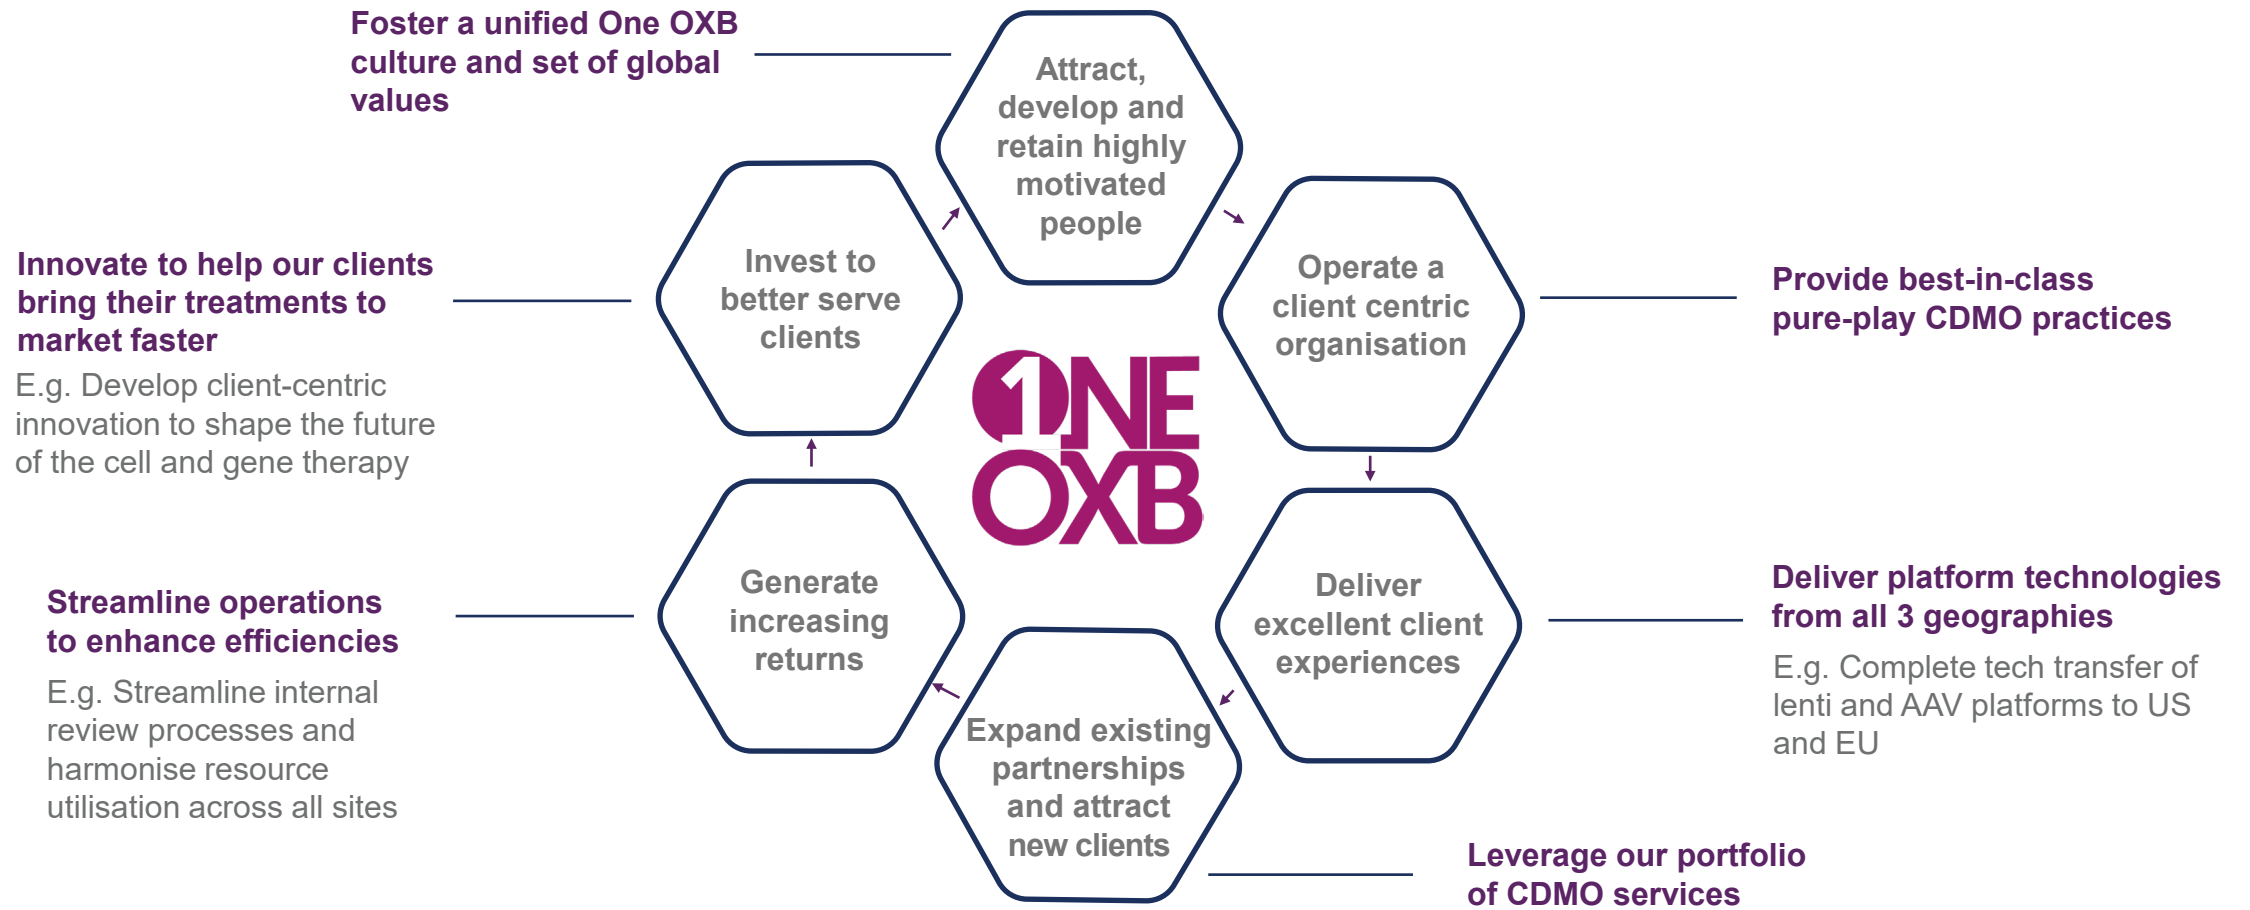 Foster a unified One OXB
culture and set of global
values
Attract,
develop and
retain highly
motivated
people
Operate a
client centric
organisation
Provide best-in-class
pure-play CDMO practices
Deliver
excellent client
experiences
Deliver platform technologies
from all 3 geographies
E.g. Complete tech transfer of
lenti and AAV platforms to US
and EU
Expand existing
partnerships
and attract
new clients
Leverage our portfolio
of CDMO services
Generate
increasing
returns
Streamline operations
to enhance efficiencies
E.g. Streamline internal
review processes and
harmonise resource
utilisation across all sites
Invest to
better serve
clients
Innovate to help our clients
bring their treatments to
market faster
E.g. Develop client-centric
innovation to shape the future
of the cell and gene therapy
1NE
OXB